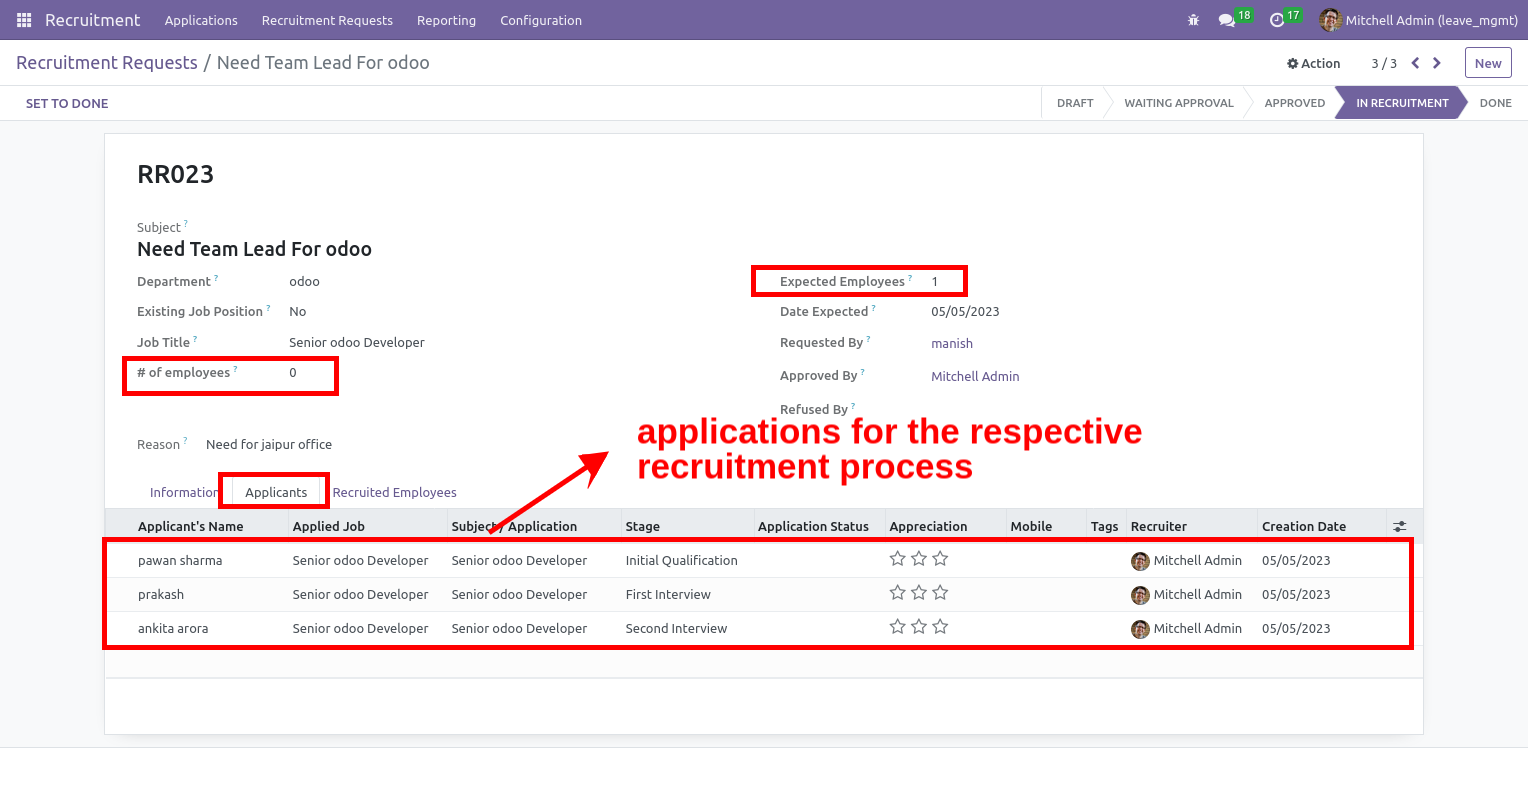 Recruitment Applications Recruitment Requests Reporting Configuration 18 17 Mitchell Admin (leave_mgmt)
Recruitment Requests / Need Team Lead For odoo Action 3 / 3 New
SET TO DONE DRAFT WAITING APPROVAL APPROVED IN RECRUITMENT DONE
RR023
Subject ?
Need Team Lead For odoo
Department ? odoo Expected Employees ? 1
Existing Job Position ? No Date Expected ? 05/05/2023
Job Title ? Senior odoo Developer Requested By ? manish
# of employees ? 0 Approved By ? Mitchell Admin
Refused By ?
applications for the respective
Reason ? Need for jaipur office
recruitment process
Information Applicants Recruited Employees
Applicant's Name Applied Job Subject / Application Stage Application Status Appreciation Mobile Tags Recruiter Creation Date
pawan sharma Senior odoo Developer Senior odoo Developer Initial Qualification Mitchell Admin 05/05/2023
prakash Senior odoo Developer Senior odoo Developer First Interview Mitchell Admin 05/05/2023
ankita arora Senior odoo Developer Senior odoo Developer Second Interview Mitchell Admin 05/05/2023